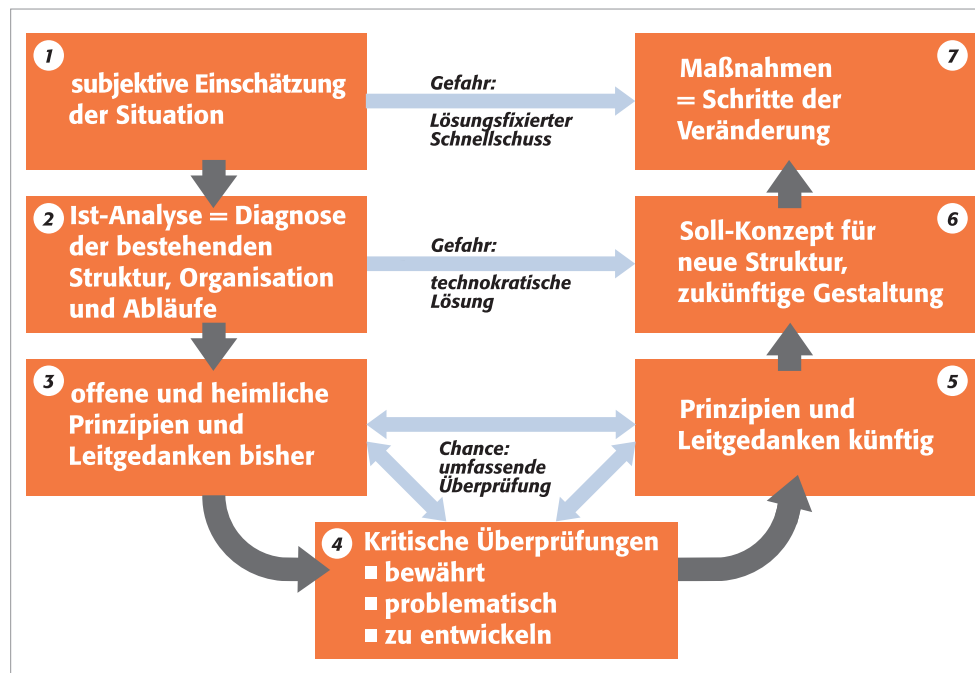 1
subjektive Einschätzung
der Situation
Gefahr:
Lösungsfixierter
Schnellschuss
7
Maßnahmen
= Schritte der
Veränderung
2
Ist-Analyse = Diagnose
der bestehenden
Struktur, Organisation
und Abläufe
Gefahr:
technokratische
Lösung
6
Soll-Konzept für
neue Struktur,
zukünftige Gestaltung
3
offene und heimliche
Prinzipien und
Leitgedanken bisher
Chance:
umfassende
Überprüfung
5
Prinzipien und
Leitgedanken künftig
4
Kritische Überprüfungen
■ bewährt
■ problematisch
■ zu entwickeln